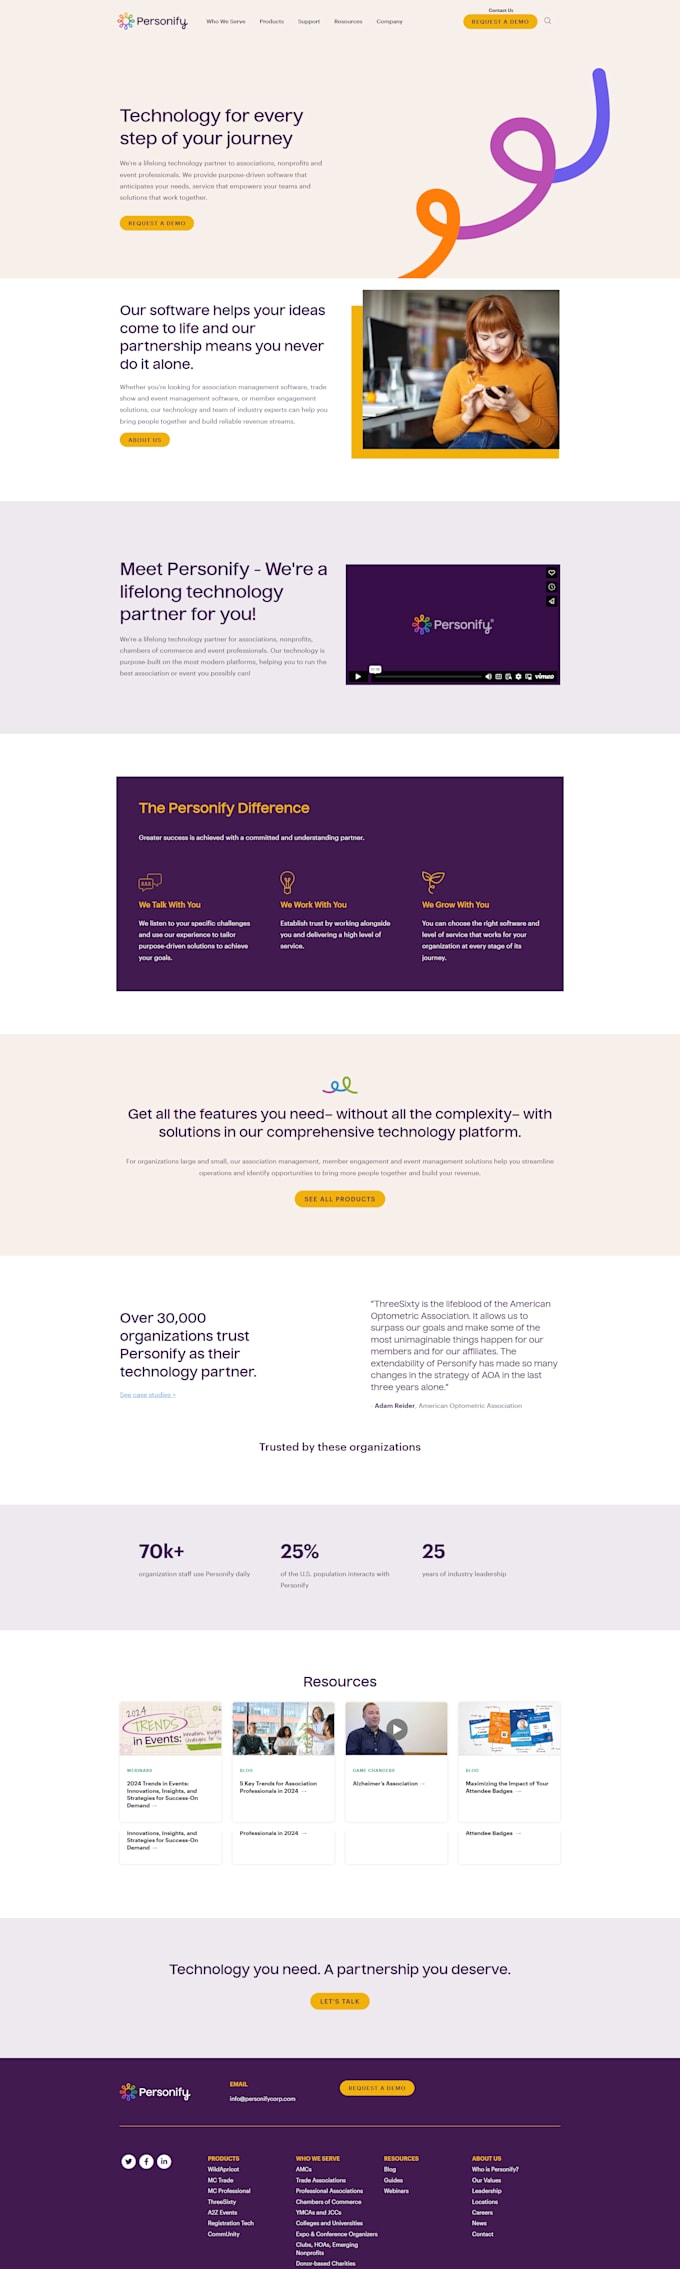 Contact Us
Personify
Who We Serve
Products
Support
Resources
Company
REQUEST A DEMO
Technology for every
step of your journey
We're a lifelong technology partner to associations, nonprofits and
event professionals. We provide purpose-driven software that
anticipates your needs, service that empowers your teams and
solutions that work together.
REQUEST A DEMO
Our software helps your ideas
come to life and our
partnership means you never
do it alone.
Whether you're looking for association management software, trade
show and event management software, or member engagement
solutions, our technology and team of industry experts can help you
bring people together and build reliable revenue streams.
ABOUT US
Meet Personify - We're a
lifelong technology
partner for you!
We're a lifelong technology partner for associations, nonprofits,
chambers of commerce and event professionals. Our technology is
purpose-built on the most modern platforms, helping you to run the
best association or event you possibly can!
Personify®
vimeo
The Personify Difference
Greater success is achieved with a committed and understanding partner.
We Talk With You
We listen to your specific challenges
and use our experience to tailor
purpose-driven solutions to achieve
your goals.
We Work With You
Establish trust by working alongside
you and delivering a high level of
service.
We Grow With You
You can choose the right software and
level of service that works for your
organization at every stage of its
journey.
Get all the features you need– without all the complexity– with
solutions in our comprehensive technology platform.
For organizations large and small, our association management, member engagement and event management solutions help you streamline
operations and identify opportunities to bring more people together and build your revenue.
SEE ALL PRODUCTS
Over 30,000
organizations trust
Personify as their
technology partner.
See case studies >
"ThreeSixty is the lifeblood of the American
Optometric Association. It allows us to
surpass our goals and make some of the
most unimaginable things happen for our
members and for our affiliates. The
extendability of Personify has made so many
changes in the strategy of AOA in the last
three years alone."
- Adam Reider, American Optometric Association
Trusted by these organizations
70k+
organization staff use Personify daily
25%
of the U.S. population interacts with
Personify
25
years of industry leadership
Resources
2024
TRENDS
in Events:
WEBINARS
2024 Trends in Events:
Innovations, Insights, and
Strategies for Success-On
Demand →
BLOG
5 Key Trends for Association
Professionals in 2024 →
GAME CHANGERS
Alzheimer's Association →
BLOG
Maximizing the Impact of Your
Attendee Badges →
Innovations, Insights, and
Strategies for Success-On
Demand →
Professionals in 2024 →
Attendee Badges →
Technology you need. A partnership you deserve.
LET'S TALK
Personify
EMAIL
info@personifycorp.com
REQUEST A DEMO
PRODUCTS
WildApricot
MC Trade
MC Professional
ThreeSixty
A2Z Events
Registration Tech
CommUnity
WHO WE SERVE
AMCs
Trade Associations
Professional Associations
Chambers of Commerce
YMCAs and JCCs
Colleges and Universities
Expo & Conference Organizers
Clubs, HOAs, Emerging
Nonprofits
Donor-based Charities
RESOURCES
Blog
Guides
Webinars
ABOUT US
Who is Personify?
Our Values
Leadership
Locations
Careers
News
Contact